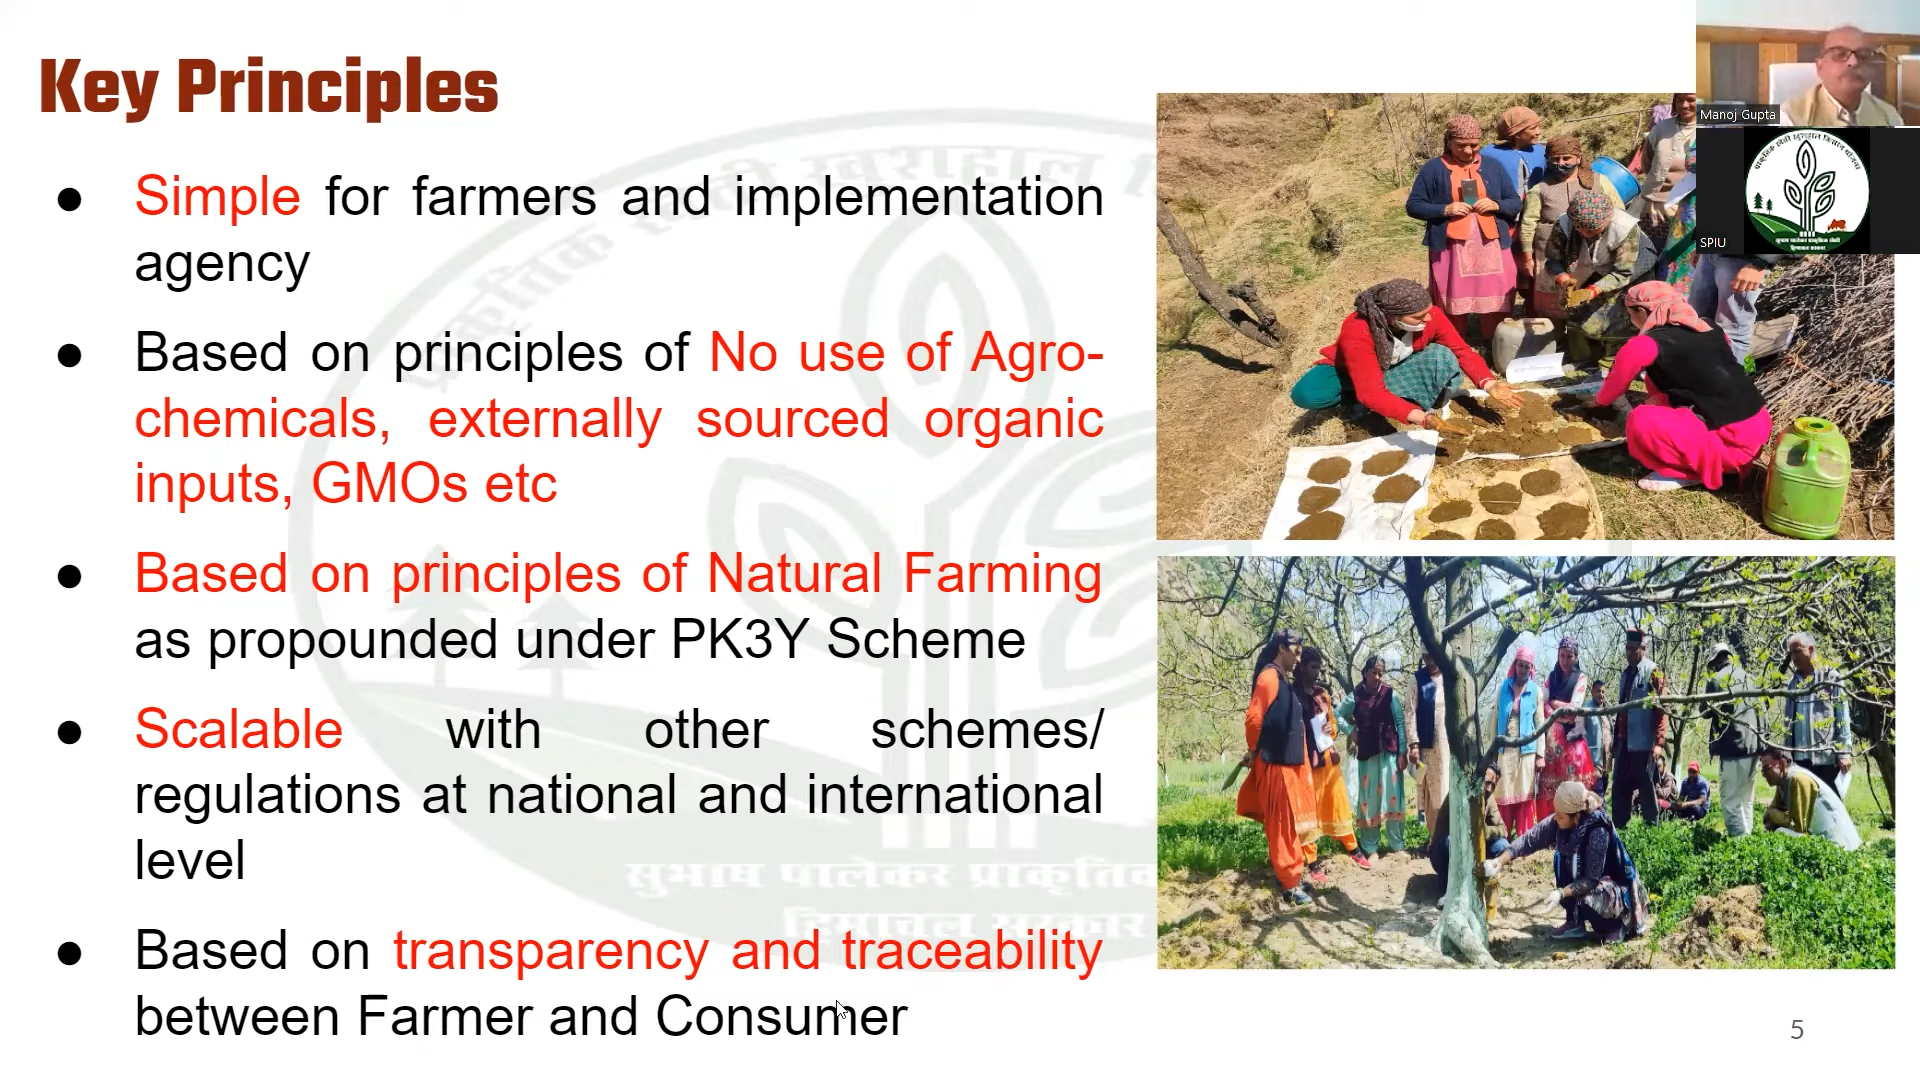 Key Principles
● Simple for farmers and implementation
agency
● Based on principles of No use of Agro-
chemicals, externally sourced organic
inputs, GMOs etc
● Based on principles of Natural Farming
as propounded under PK3Y Scheme
● Scalable with other schemes/
regulations at national and international
level
● Based on transparency and traceability
between Farmer and Consumer
Manoj Gupta
SPIU
प्राकृतिक खेती खुशहाल
सुभाष पालेकर प्राकृतिक
हिमाचल सरकार
5